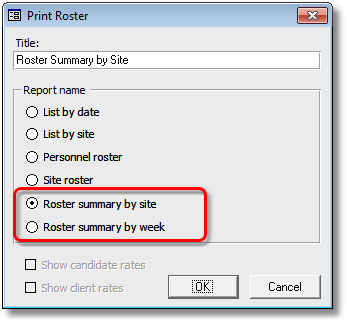 Print Roster
Title:
Roster Summary by Site
Report name
List by date
List by site
Personnel roster
Site roster
Roster summary by site
Roster summary by week
Show candidate rates
Show client rates
OK
Cancel